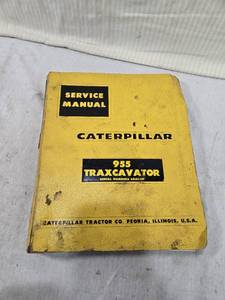 SERVICE
MANUAL
CATERPILLAR
955
TRAXCAVATOR
CATERPILLAR TRACTOR CO. PEORIA, ILLINOIS, U.S.A.